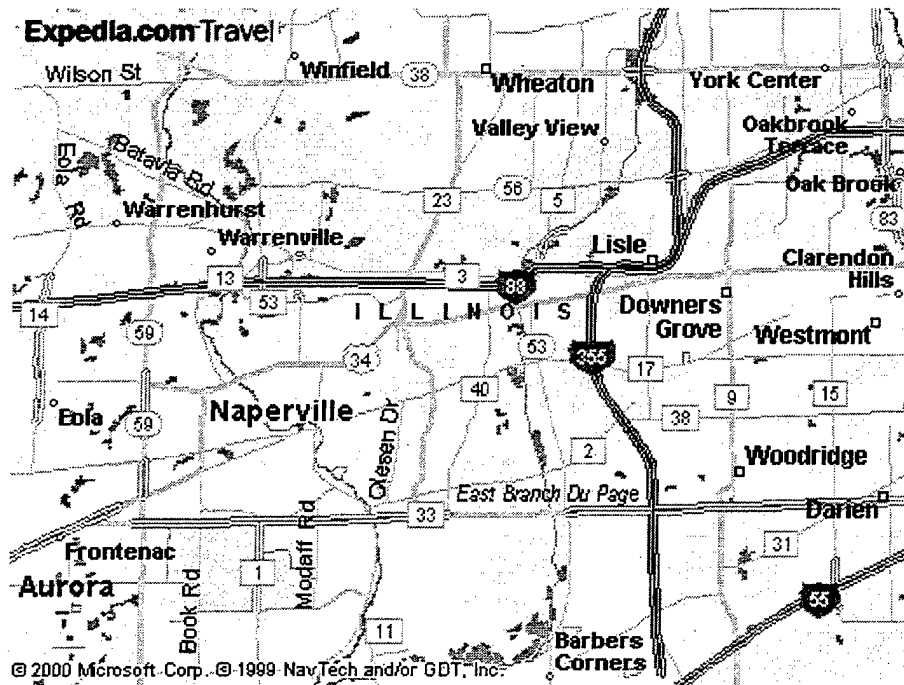 Expedia.com Travel
Wilson St
Winfield
38
Wheaton
York Center
Valley View
Oakbrook
Terrace
Eola
Rd
Batavia Rd
56
23
5
Oak Brook
Warrenhurst
83
Warrenville
Lisle
Clarendon
Hills
13
3
88
14
53
ILLINOIS
Downers
Grove
Westmont
59
34
53
355
17
40
9
15
Eola
59
Naperville
Olesen Dr
38
2
Woodridge
East Branch Du Page
33
Darien
Frontenac
31
Aurora
1
Book Rd
Modaff Rd
55
11
Barbers
Corners
© 2000 Microsoft Corp. © 1999 NavTech and/or GDT, Inc.